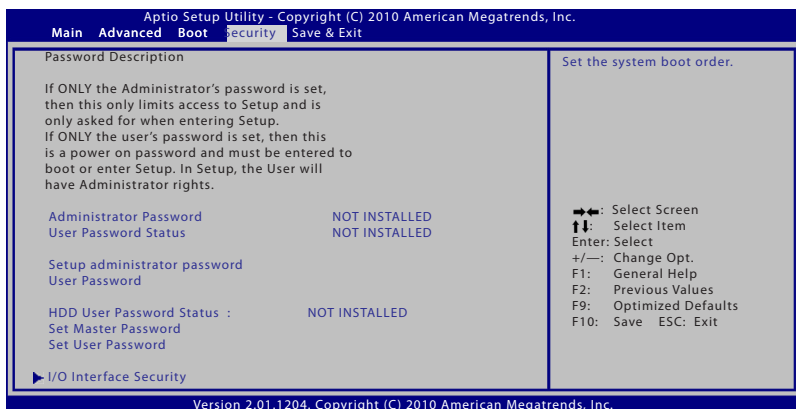 Aptio Setup Utility - Copyright (C) 2010 American Megatrends, Inc.
Main Advanced Boot Security Save & Exit
Password Description
If ONLY the Administrator's password is set,
then this only limits access to Setup and is
only asked for when entering Setup.
If ONLY the user's password is set, then this
is a power on password and must be entered to
boot or enter Setup. In Setup, the User will
have Administrator rights.
Administrator Password NOT INSTALLED
User Password Status NOT INSTALLED
Setup administrator password
User Password
HDD User Password Status : NOT INSTALLED
Set Master Password
Set User Password
I/O Interface Security
Set the system boot order.
→←: Select Screen
↑↓: Select Item
Enter: Select
+/—: Change Opt.
F1: General Help
F2: Previous Values
F9: Optimized Defaults
F10: Save ESC: Exit
Version 2.01.1204. Copyright (C) 2010 American Megatrends, Inc.